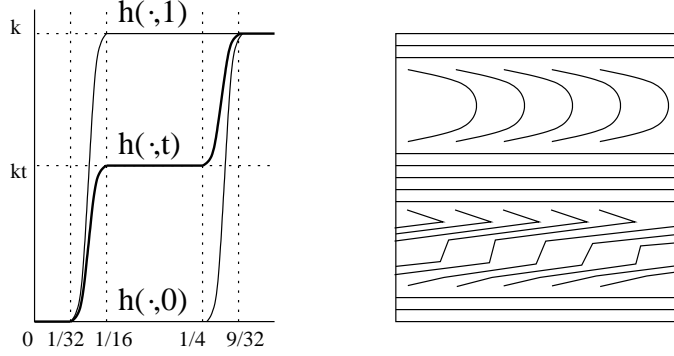 k
h(·,1)
kt
h(·,t)
h(·,0)
0 1/32 1/16 1/4 9/32